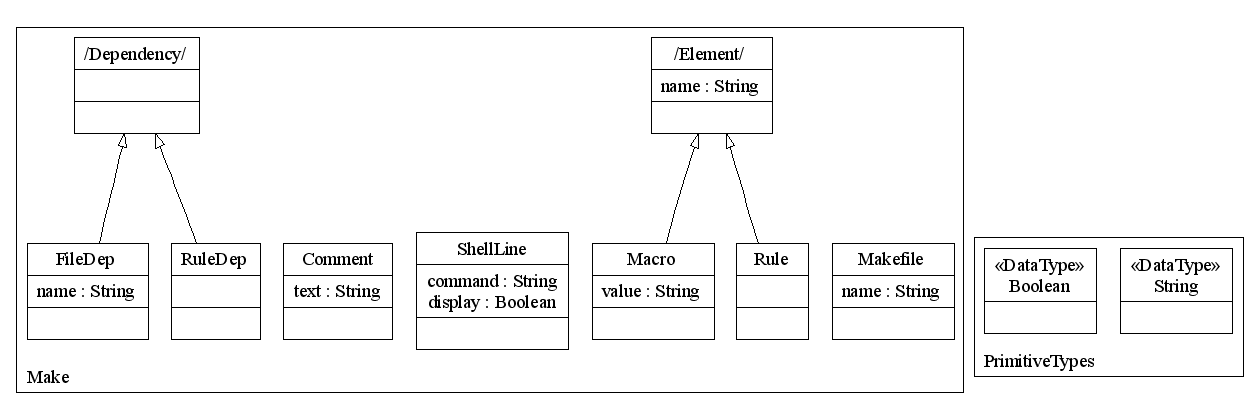 /Dependency/
/Element/
name : String
FileDep
name : String
RuleDep
Comment
text : String
ShellLine
command : String
display : Boolean
Macro
value : String
Rule
Makefile
name : String
Make
«DataType»
Boolean
«DataType»
String
PrimitiveTypes